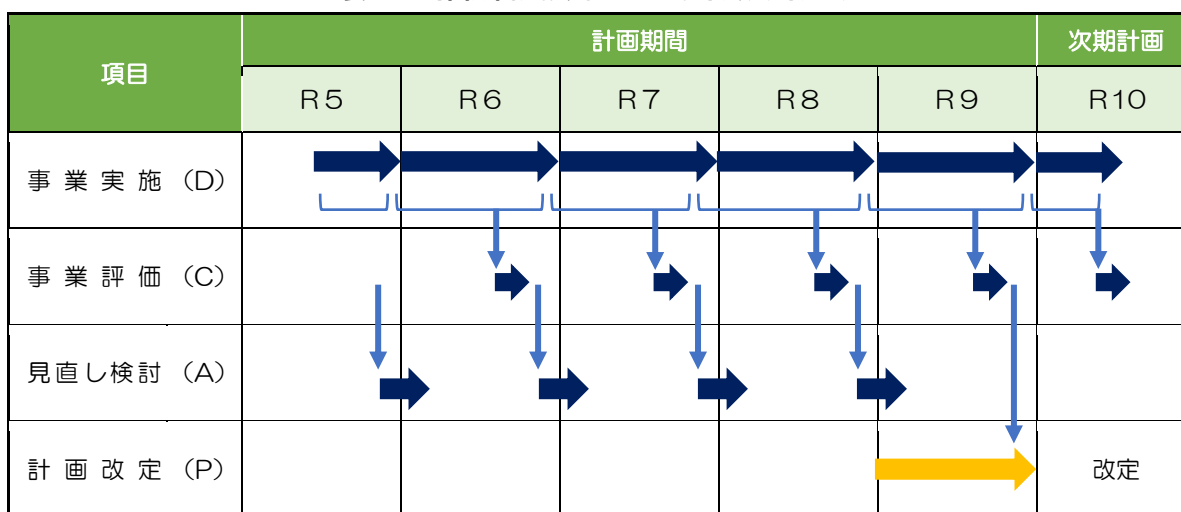 項目 計画期間 次期計画
R5 R6 R7 R8 R9 R10
事業実施（D）
事業評価（C）
見直し検討（A）
計画改定（P） 改定